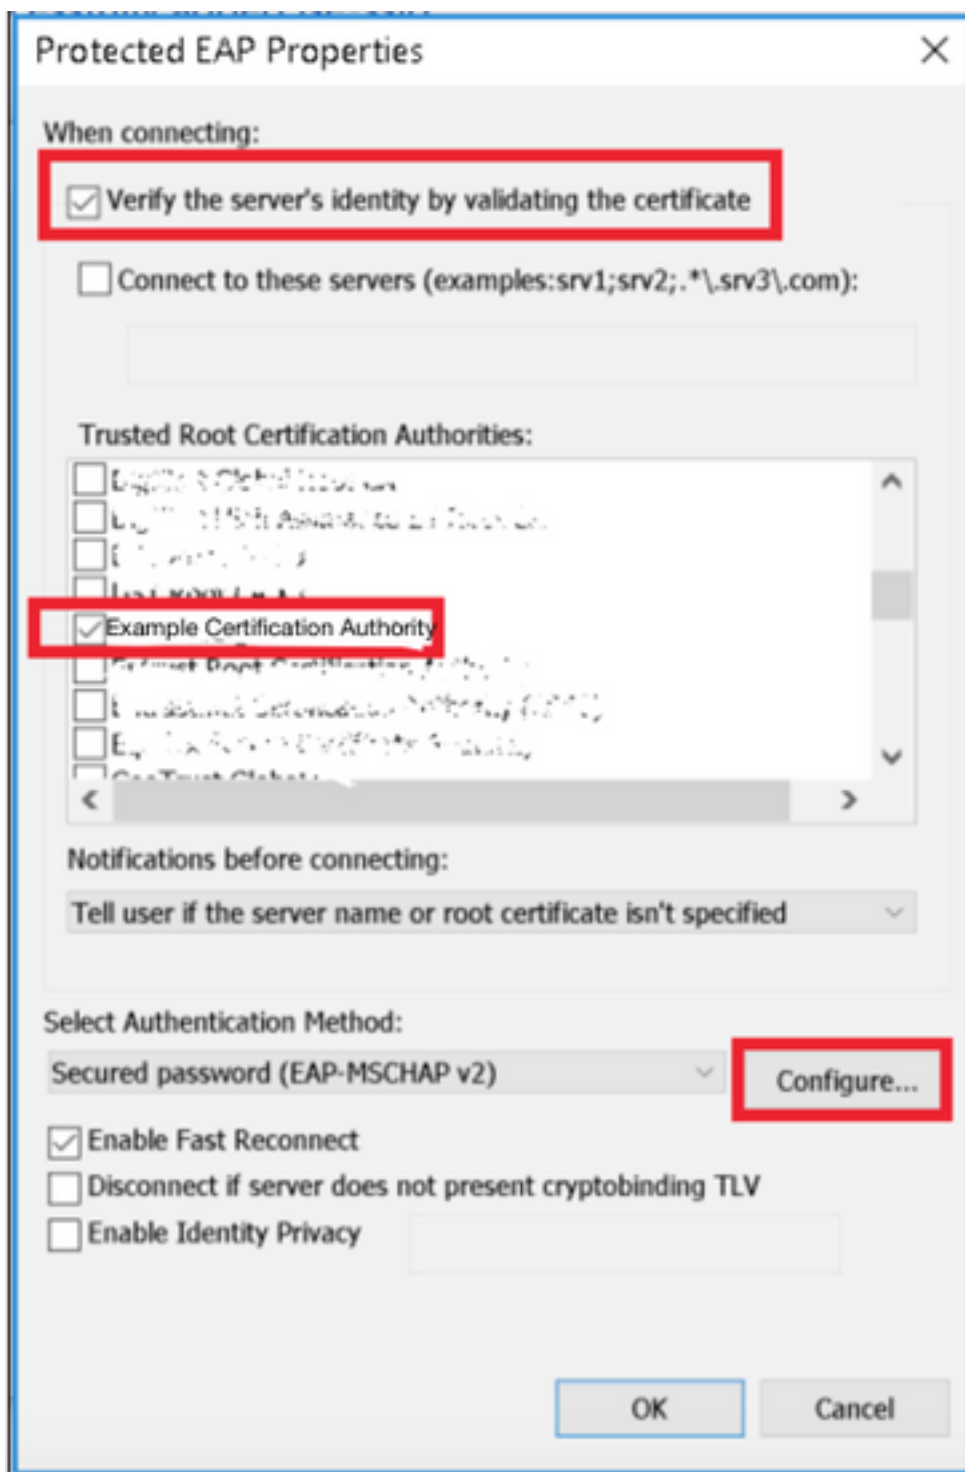 Protected EAP Properties
When connecting:
Verify the server's identity by validating the certificate
Connect to these servers (examples:srv1;srv2;.*\.srv3\.com):
Trusted Root Certification Authorities:
Example Certification Authority
Notifications before connecting:
Tell user if the server name or root certificate isn't specified
Select Authentication Method:
Secured password (EAP-MSCHAP v2)
Configure...
Enable Fast Reconnect
Disconnect if server does not present cryptobinding TLV
Enable Identity Privacy
OK
Cancel